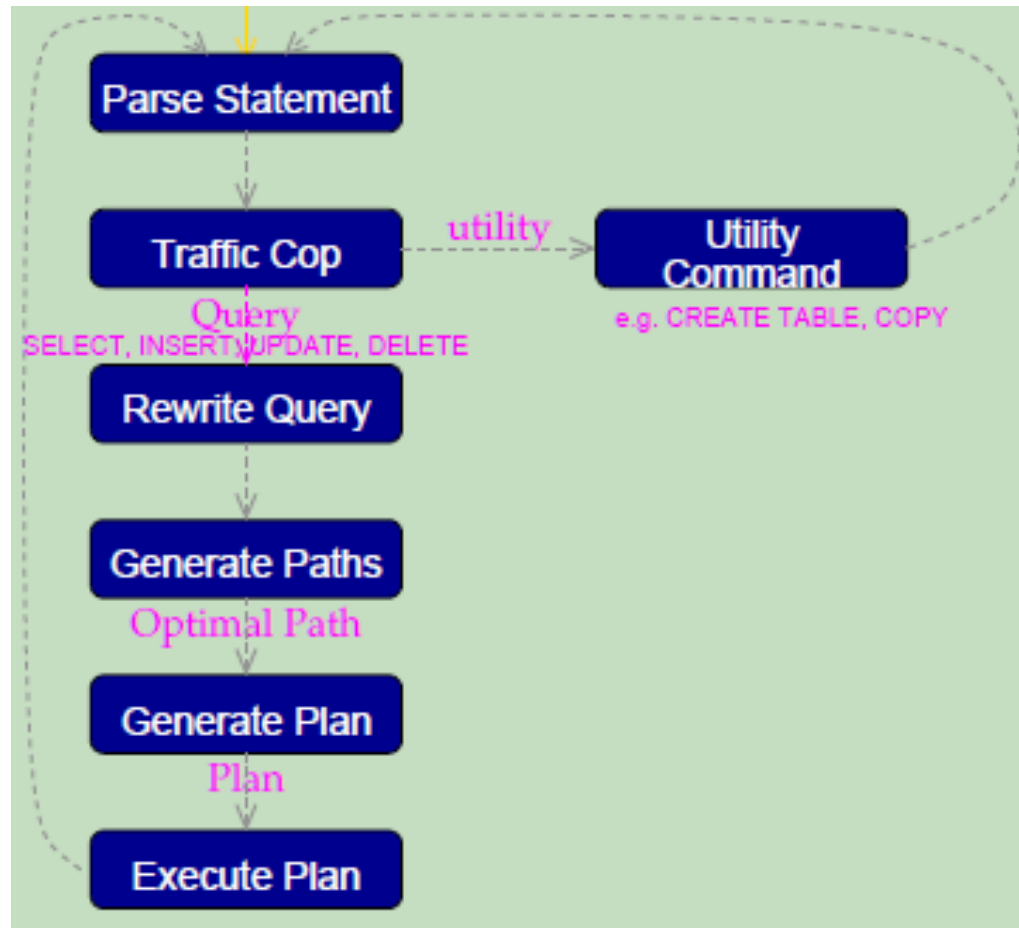 Parse Statement
Traffic Cop
utility
Utility
Command
Query
SELECT, INSERT, UPDATE, DELETE
e.g. CREATE TABLE, COPY
Rewrite Query
Generate Paths
Optimal Path
Generate Plan
Plan
Execute Plan